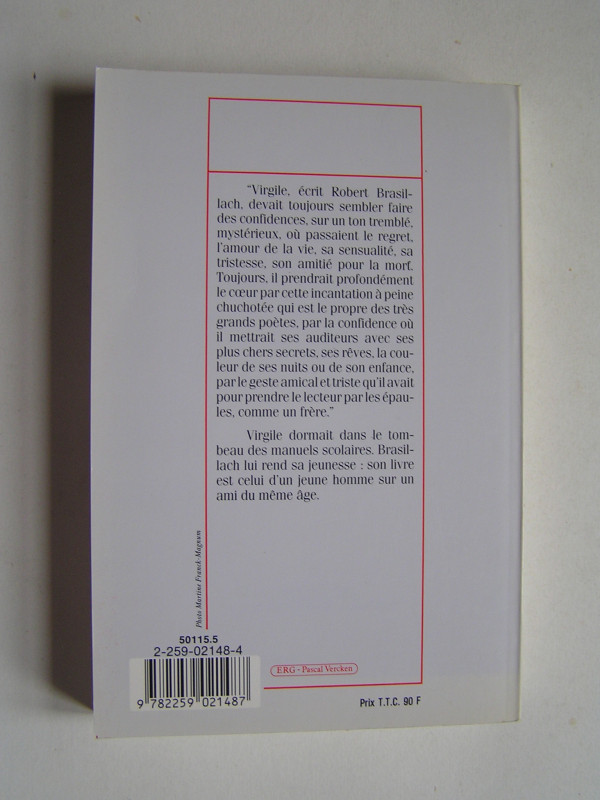 “Virgile, écrit Robert Brasil-
lach, devait toujours sembler faire
des confidences, sur un ton tremblé,
mystérieux, où passaient le regret,
l’amour de la vie, sa sensualité, sa
tristesse, son amitié pour la morf.
Toujours, il prendrait profondément
le cœur par cette incantation à peine
chuchotée qui est le propre des très
grands poètes, par la confidence où
il mettrait ses auditeurs avec ses
plus chers secrets, ses rêves, la cou-
leur de ses nuits ou de son enfance,
par le geste amical et triste qu’il avait
pour prendre le lecteur par les épau-
les, comme un frère.”
Virgile dormait dans le tom-
beau des manuels scolaires. Brasil-
lach lui rend sa jeunesse : son livre
est celui d’un jeune homme sur un
ami du même âge.
Photo Martine Franck-Magnum
50115.5
2-259-02148-4
9 782259 021487
ERG - Pascal Vercken
Prix T.T.C. 90 F